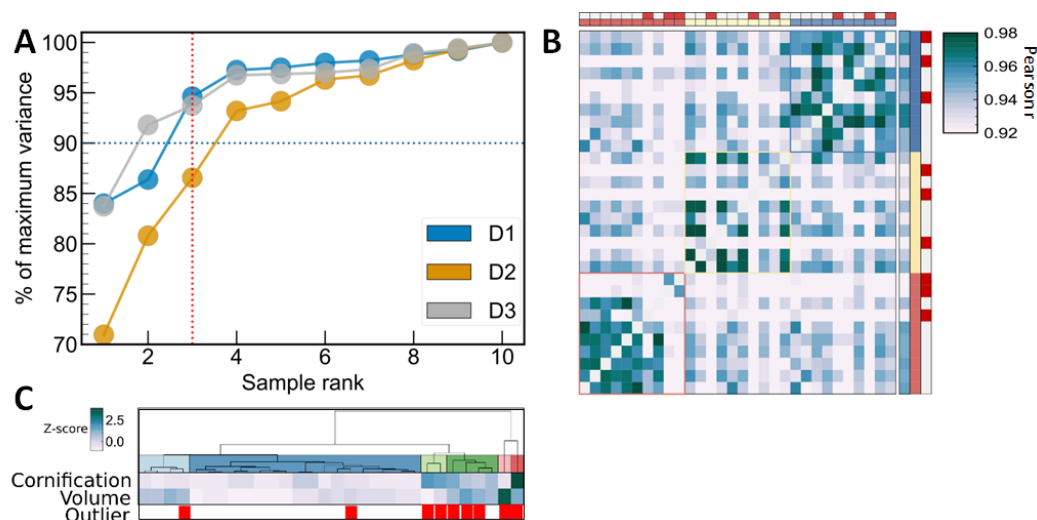 A
100
95
90
85
80
75
70
% of maximum variance
2
4
6
8
10
Sample rank
D1
D2
D3
B
0.98
0.96
0.94
0.92
Pearson r
C
Z-score
2.5
0.0
Cornification
Volume
Outlier